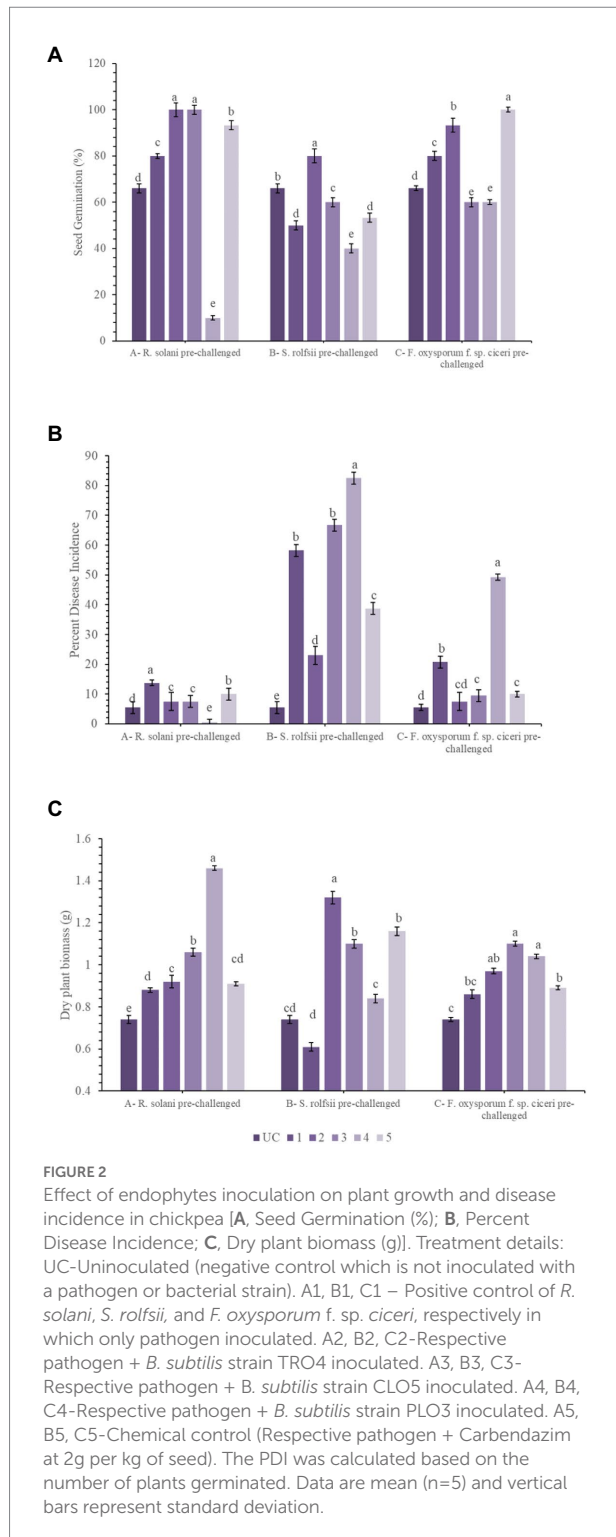 A
120
100
80
60
40
20
0
Seed Germination (%)
d c a a e b
b d a c e d
d c b e e a
A- R. solani pre-challenged B- S. rolfsii pre-challenged C- F. oxysporum f. sp. ciceri pre-
challenged
B
90
80
70
60
50
40
30
20
10
0
Percent Disease Incidence
d a c c e b
e b d b a c
d b cd c a c
A- R. solani pre-challenged B- S. rolfsii pre-challenged C- F. oxysporum f. sp. ciceri pre-
challenged
C
1.6
1.4
1.2
1
0.8
0.6
0.4
Dry plant biomass (g)
e d c b a cd
cd d a b c b
c bc ab a a b
A- R. solani pre-challenged B- S. rolfsii pre-challenged C- F. oxysporum f. sp. ciceri pre-
challenged
UC 1 2 3 4 5
FIGURE 2
Effect of endophytes inoculation on plant growth and disease
incidence in chickpea [A, Seed Germination (%); B, Percent
Disease Incidence; C, Dry plant biomass (g)]. Treatment details:
UC-Uninoculated (negative control which is not inoculated with
a pathogen or bacterial strain). A1, B1, C1 – Positive control of R.
solani, S. rolfsii, and F. oxysporum f. sp. ciceri, respectively in
which only pathogen inoculated. A2, B2, C2-Respective
pathogen + B. subtilis strain TRO4 inoculated. A3, B3, C3-
Respective pathogen + B. subtilis strain CLO5 inoculated. A4, B4,
C4-Respective pathogen + B. subtilis strain PLO3 inoculated. A5,
B5, C5-Chemical control (Respective pathogen + Carbendazim
at 2g per kg of seed). The PDI was calculated based on the
number of plants germinated. Data are mean (n=5) and vertical
bars represent standard deviation.